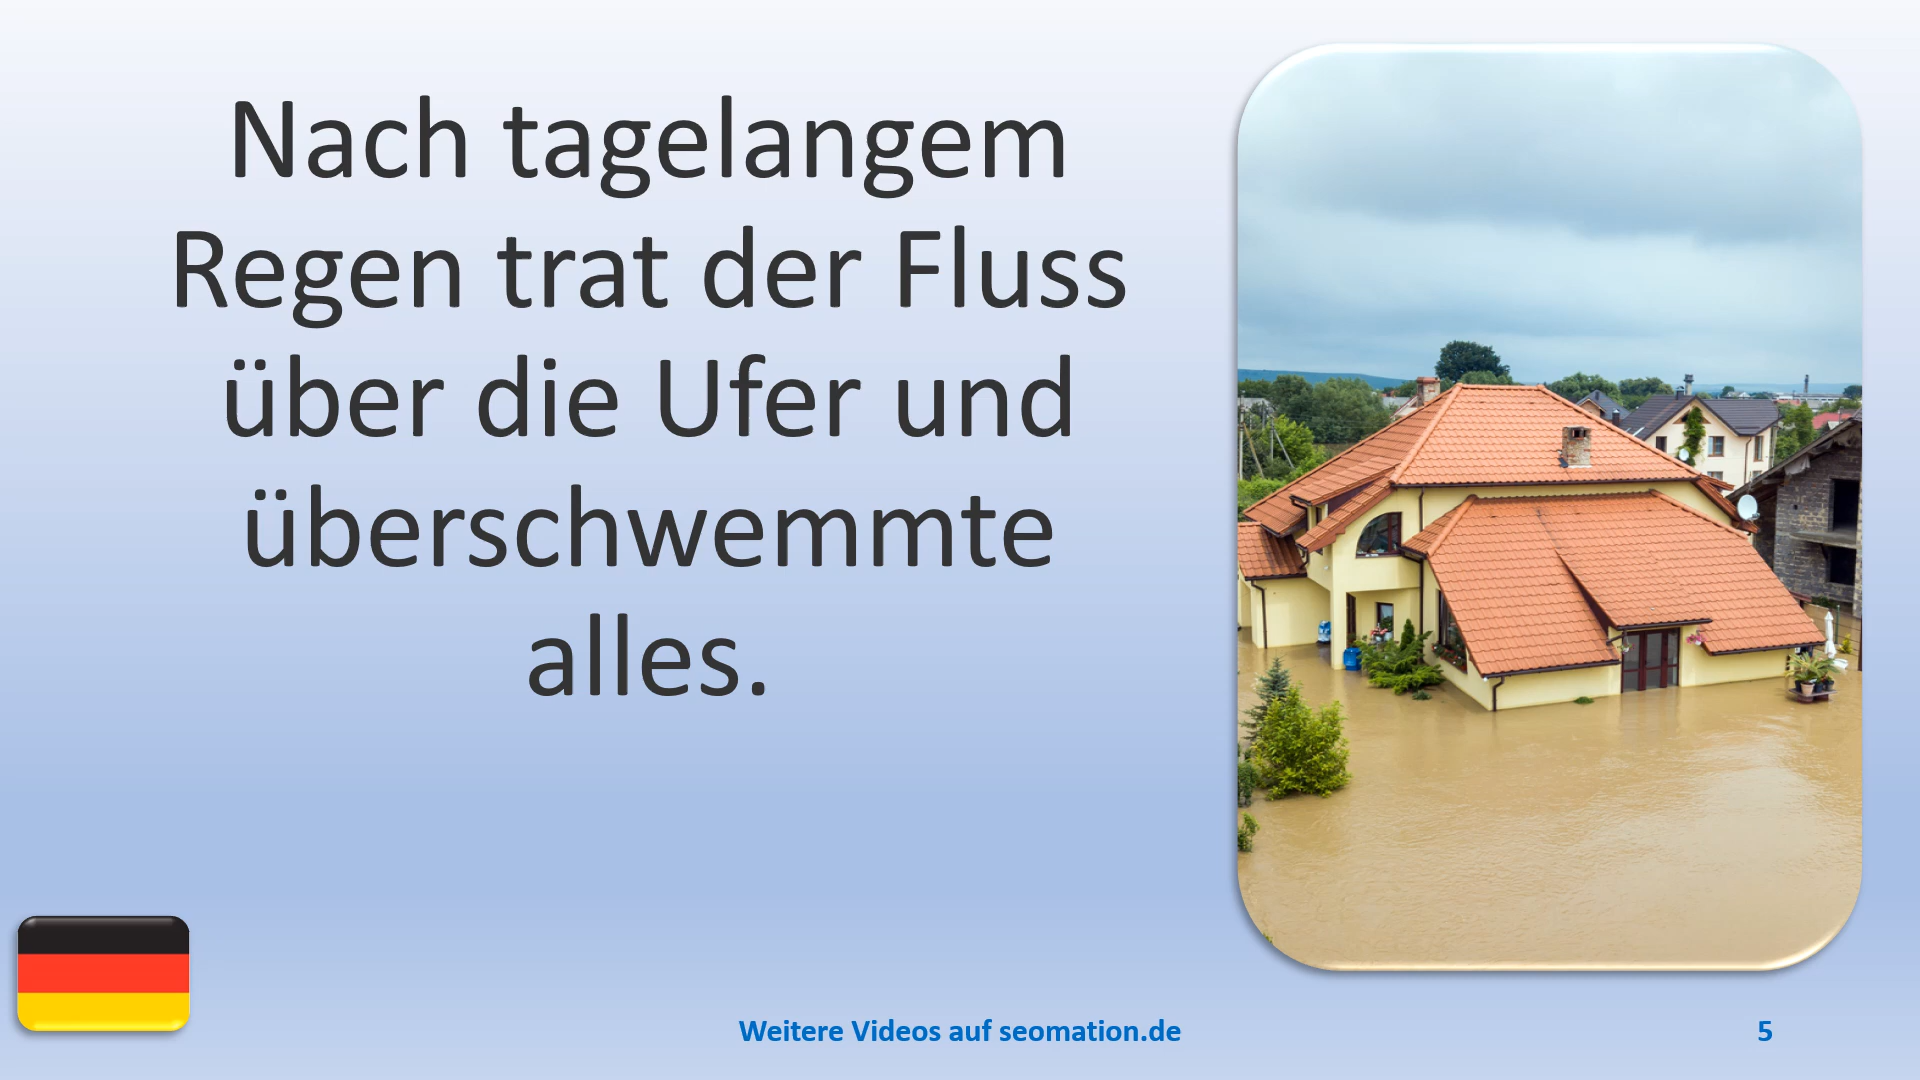 Nach tagelangem
Regen trat der Fluss
über die Ufer und
überschwemmte
alles.
Weitere Videos auf seomation.de
5